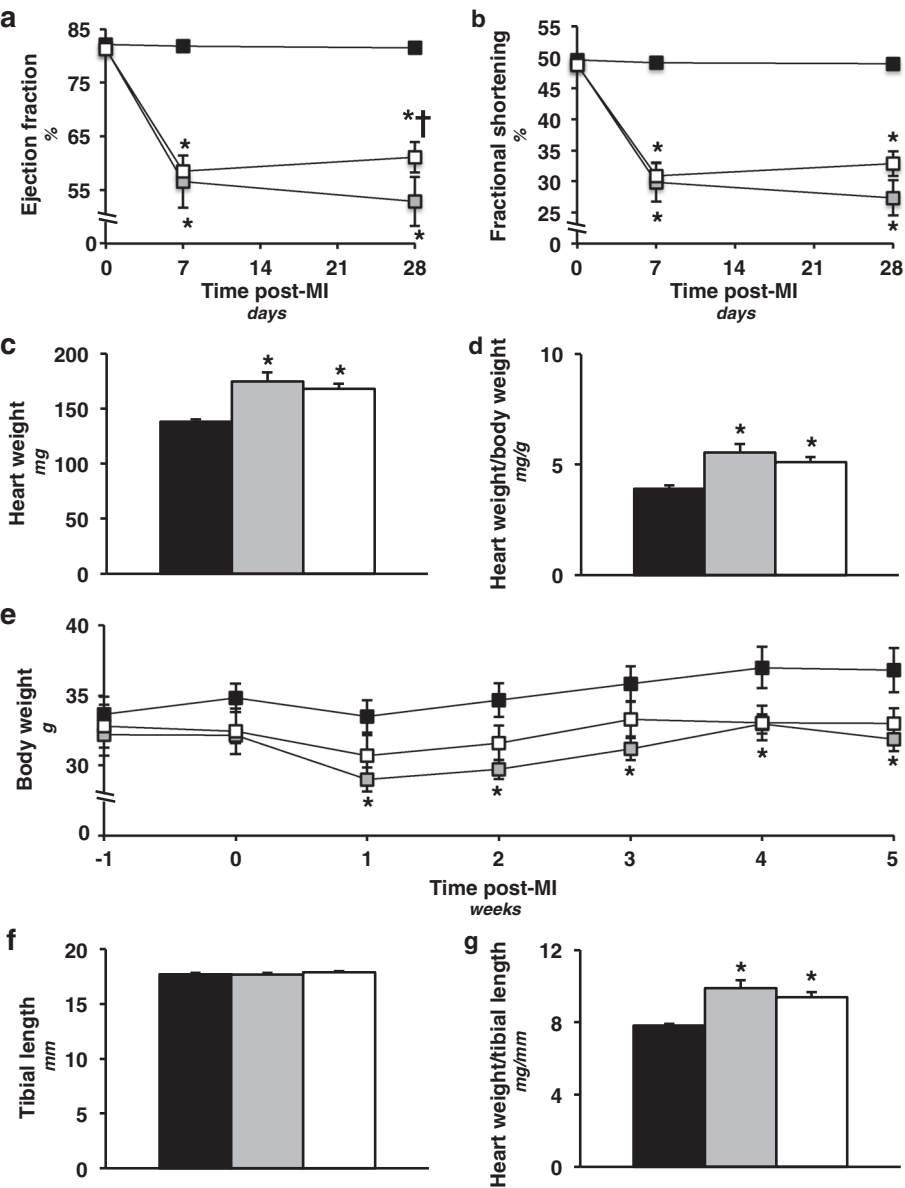 a
Ejection fraction
%
85
75
65
55
0
*
*
*†
*
0 7 14 21 28
Time post-MI
days
b
Fractional shortening
%
55
50
45
40
35
30
25
0
*
*
*
*
0 7 14 21 28
Time post-MI
days
c
Heart weight
mg
200
150
100
50
0
* *
d
Heart weight/body weight
mg/g
10
5
0
* *
e
Body weight
g
40
35
30
0
* * * * *
-1 0 1 2 3 4 5
Time post-MI
weeks
f
Tibial length
mm
20
15
10
5
0
g
Heart weight/tibial length
mg/mm
12
8
4
0
* *